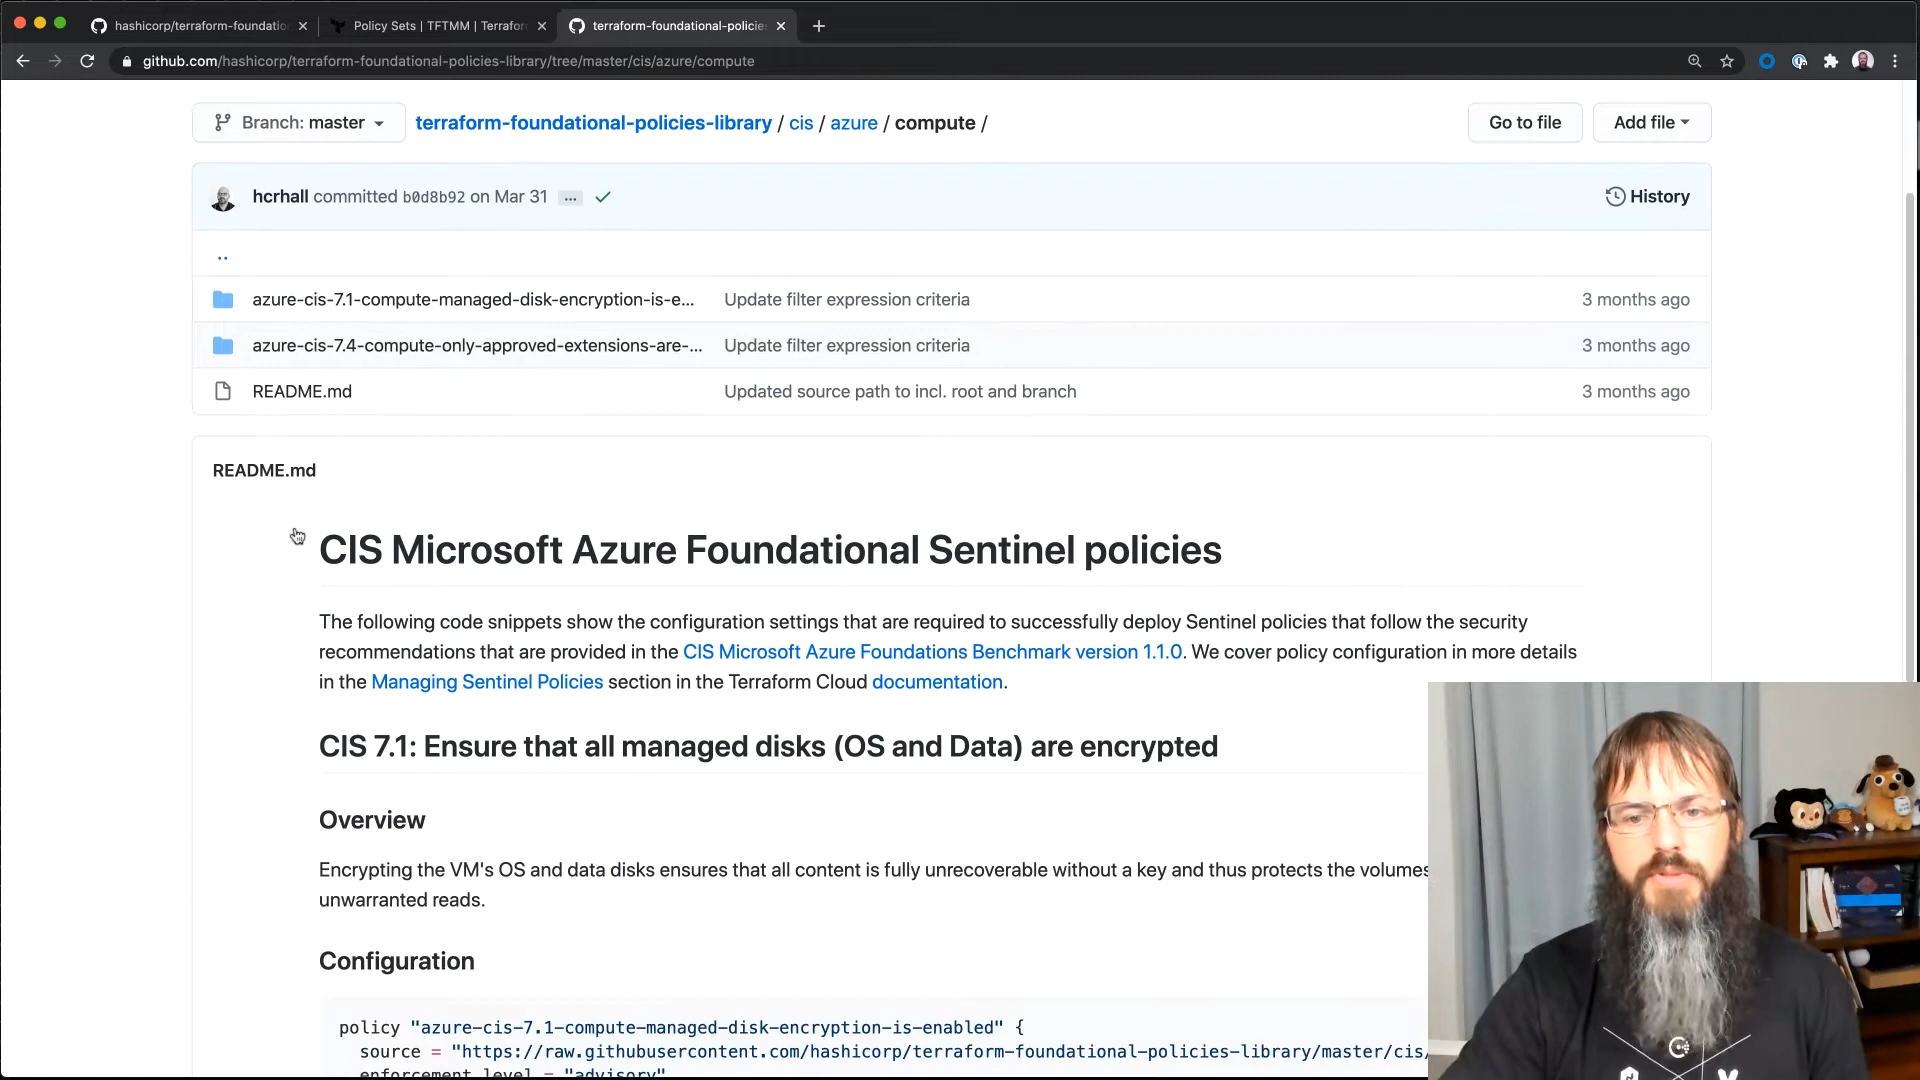 hashicorp/terraform-foundation
Policy Sets | TFTMM | Terrafor
terraform-foundational-policie
github.com/hashicorp/terraform-foundational-policies-library/tree/master/cis/azure/compute
Branch: master
terraform-foundational-policies-library / cis / azure / compute /
Go to file
Add file
hcrhall committed b0d8b92 on Mar 31 ...
History
..
azure-cis-7.1-compute-managed-disk-encryption-is-e... Update filter expression criteria 3 months ago
azure-cis-7.4-compute-only-approved-extensions-are-... Update filter expression criteria 3 months ago
README.md Updated source path to incl. root and branch 3 months ago
README.md
CIS Microsoft Azure Foundational Sentinel policies
The following code snippets show the configuration settings that are required to successfully deploy Sentinel policies that follow the security
recommendations that are provided in the CIS Microsoft Azure Foundations Benchmark version 1.1.0. We cover policy configuration in more details
in the Managing Sentinel Policies section in the Terraform Cloud documentation.
CIS 7.1: Ensure that all managed disks (OS and Data) are encrypted
Overview
Encrypting the VM's OS and data disks ensures that all content is fully unrecoverable without a key and thus protects the volumes
unwarranted reads.
Configuration
policy "azure-cis-7.1-compute-managed-disk-encryption-is-enabled" {
source = "https://raw.githubusercontent.com/hashicorp/terraform-foundational-policies-library/master/cis/
enforcement_level = "advisory"